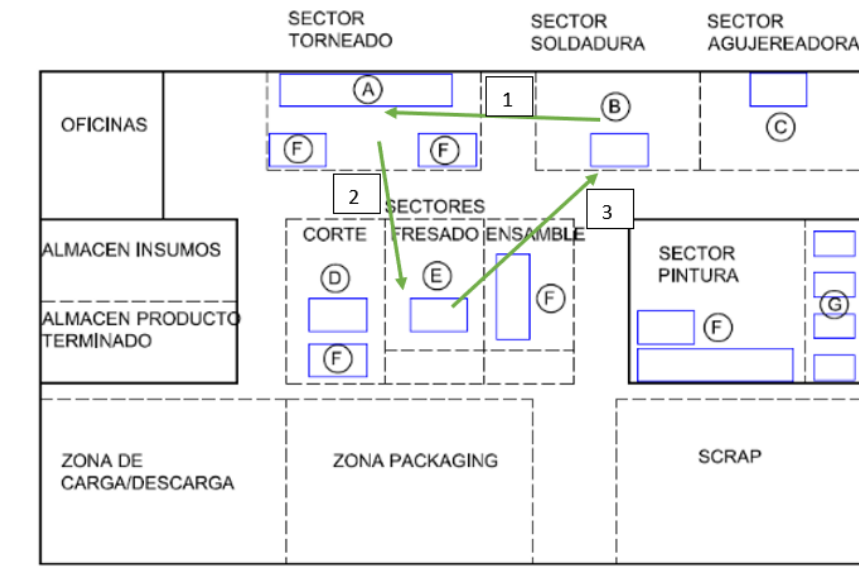 SECTOR
TORNEADO
SECTOR
SOLDADURA
SECTOR
AGUJEREADORA
A
1
B
C
OFICINAS
F
F
2
3
SECTORES
CORTE
FRESADO
ENSAMBLE
ALMACEN INSUMOS
SECTOR
PINTURA
D
E
F
G
ALMACEN PRODUCTO
TERMINADO
F
F
ZONA DE
CARGA/DESCARGA
ZONA PACKAGING
SCRAP